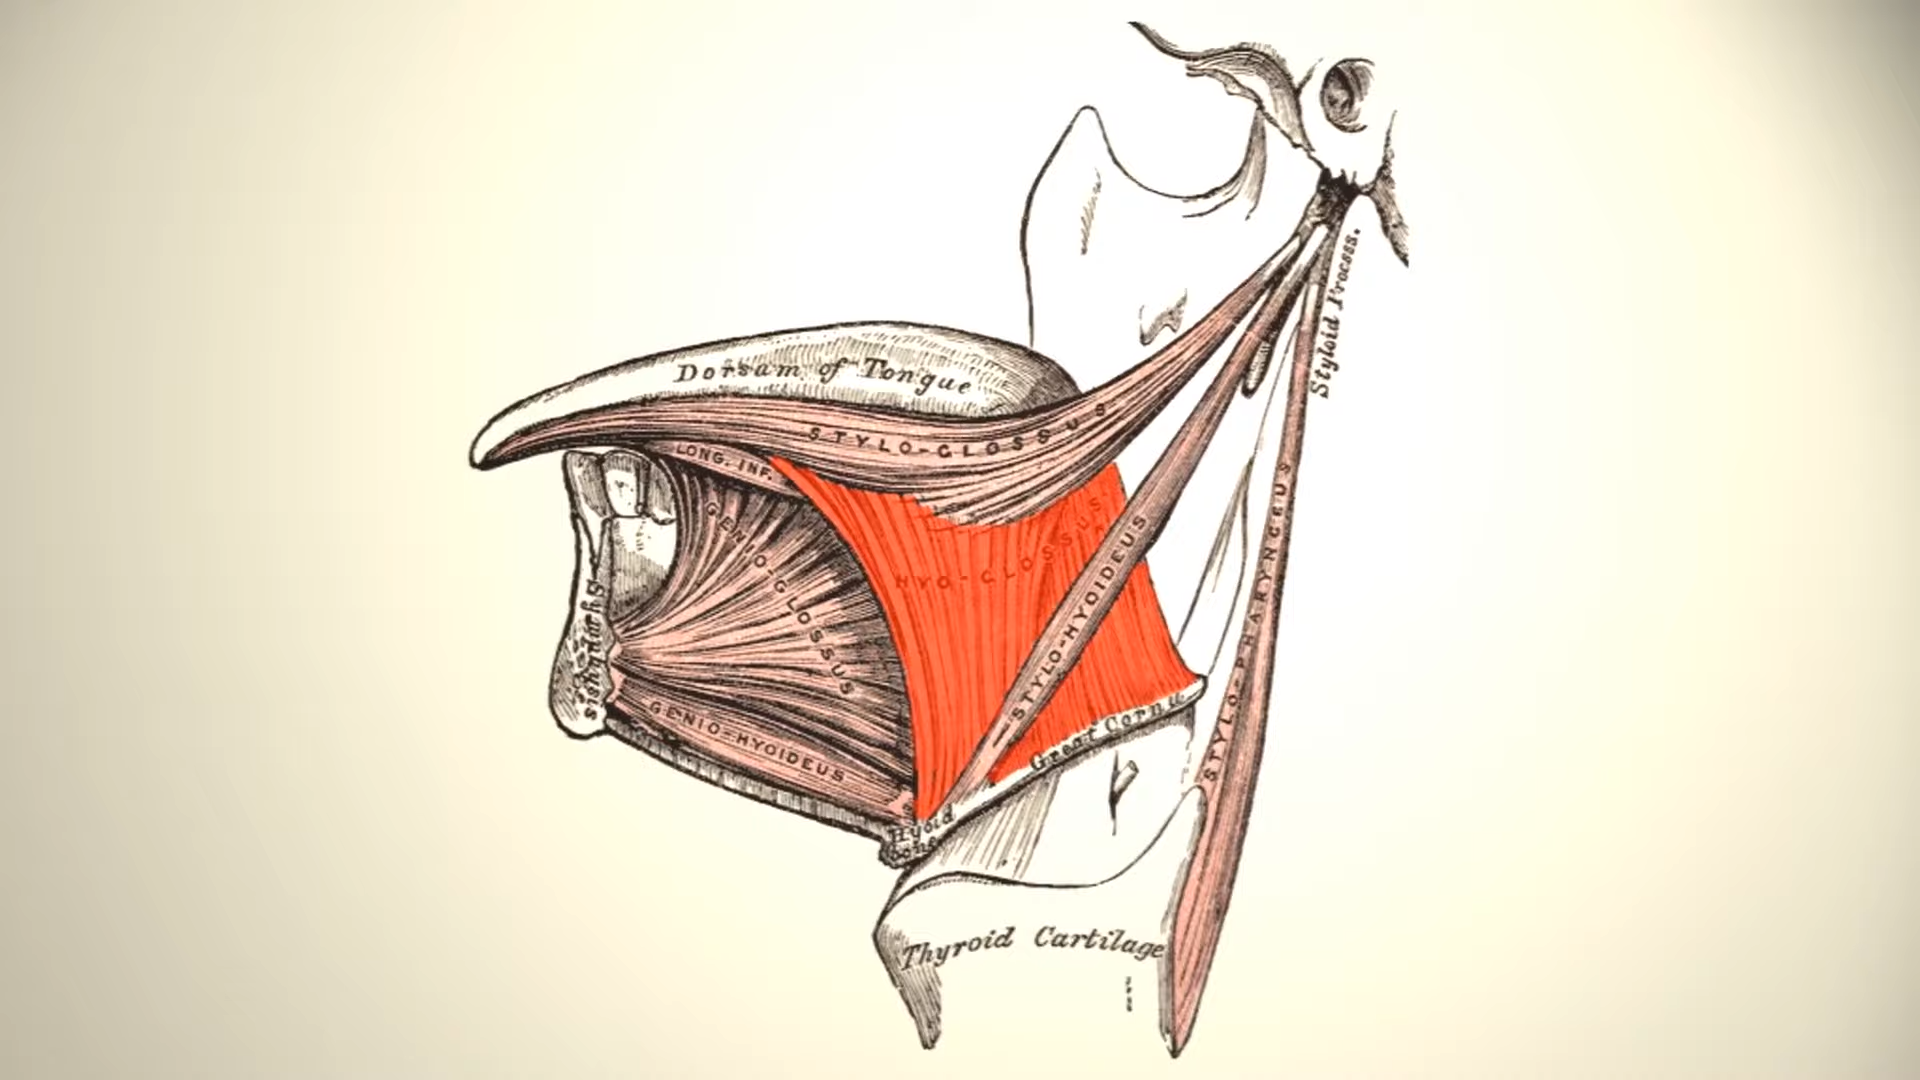 Styloid Process.
Dorsum of Tongue
STYLO-GLOSSUS
LONG. INF.
GENIO-GLOSSUS
HYO-GLOSSUS
STYLO-HYOIDEUS
STYLO-PHARYNGEUS
Symphysis
GENIO-HYOIDEUS
Great Cornu
Hyoid
bone
Thyroid Cartilage